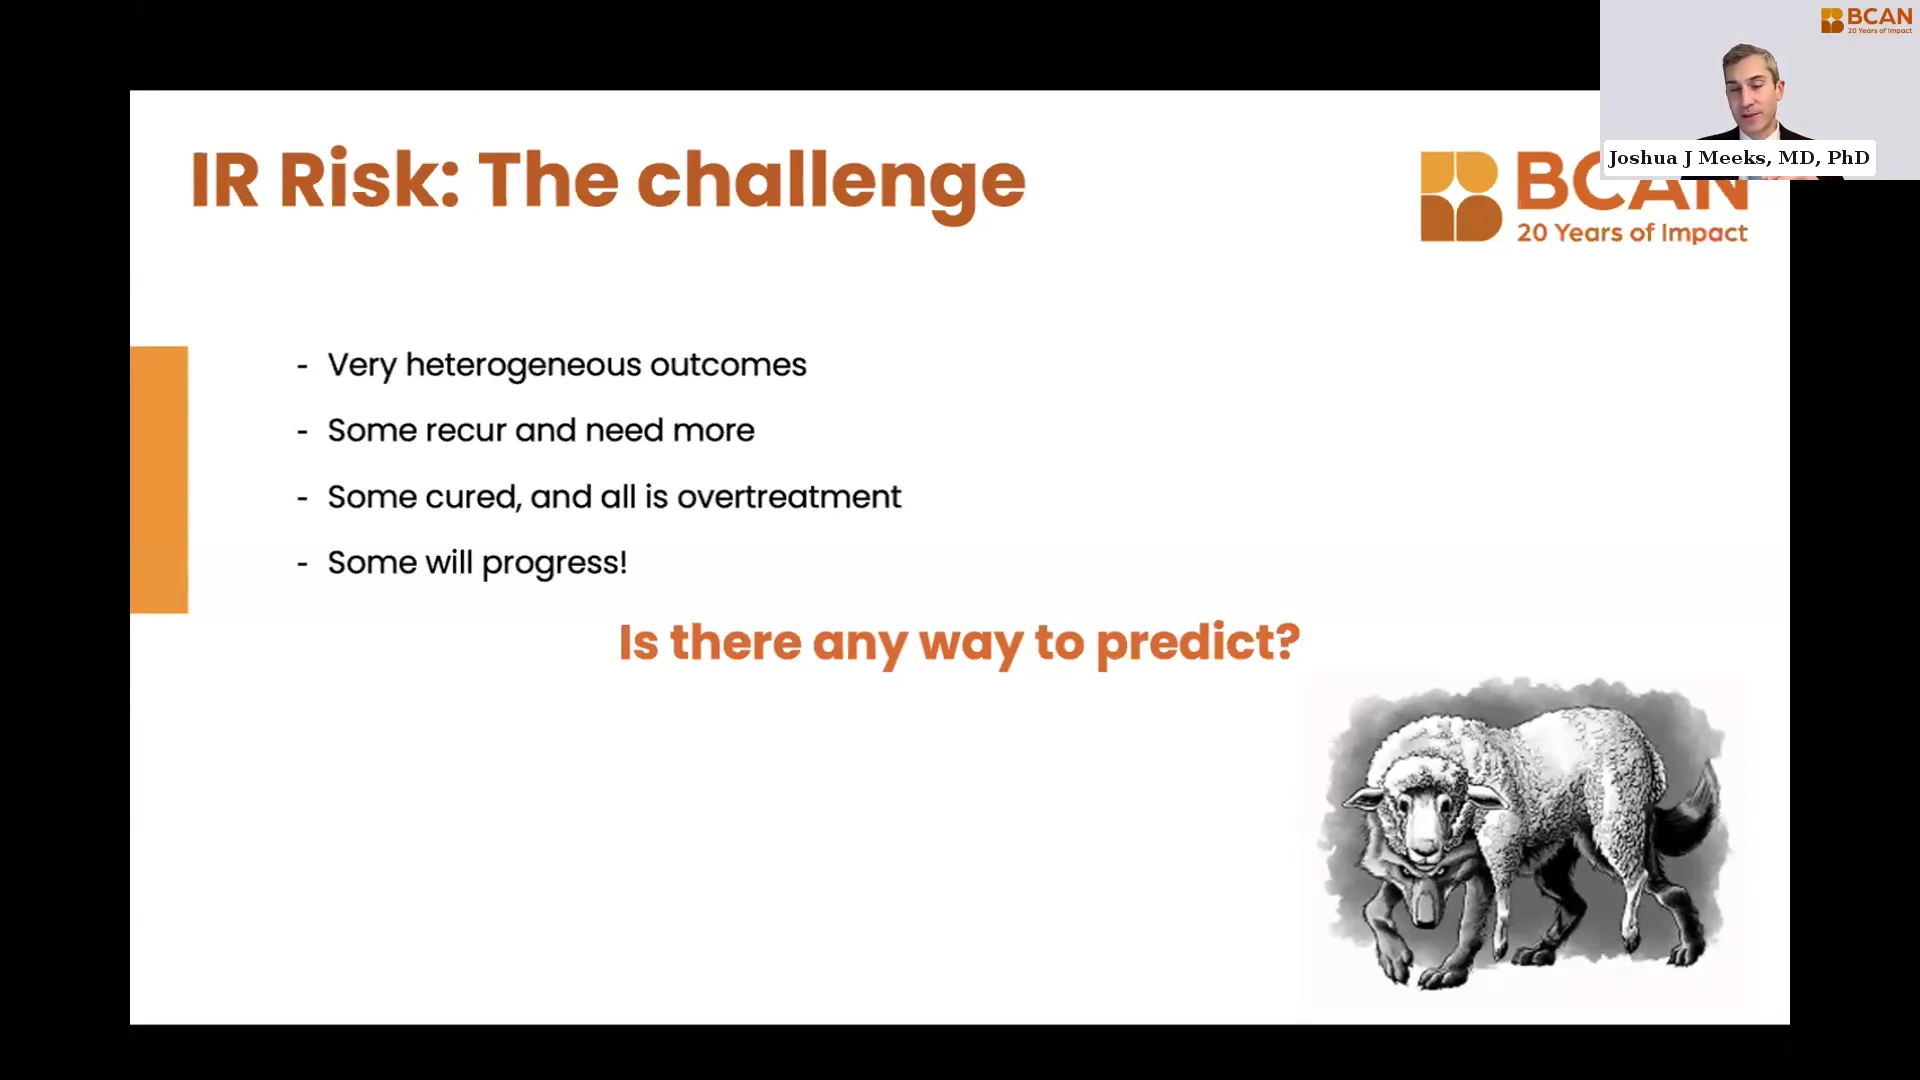 BCAN
20 Years of Impact
Joshua J Meeks, MD, PhD
IR Risk: The challenge
BCAN
20 Years of Impact
- Very heterogeneous outcomes
- Some recur and need more
- Some cured, and all is overtreatment
- Some will progress!
Is there any way to predict?